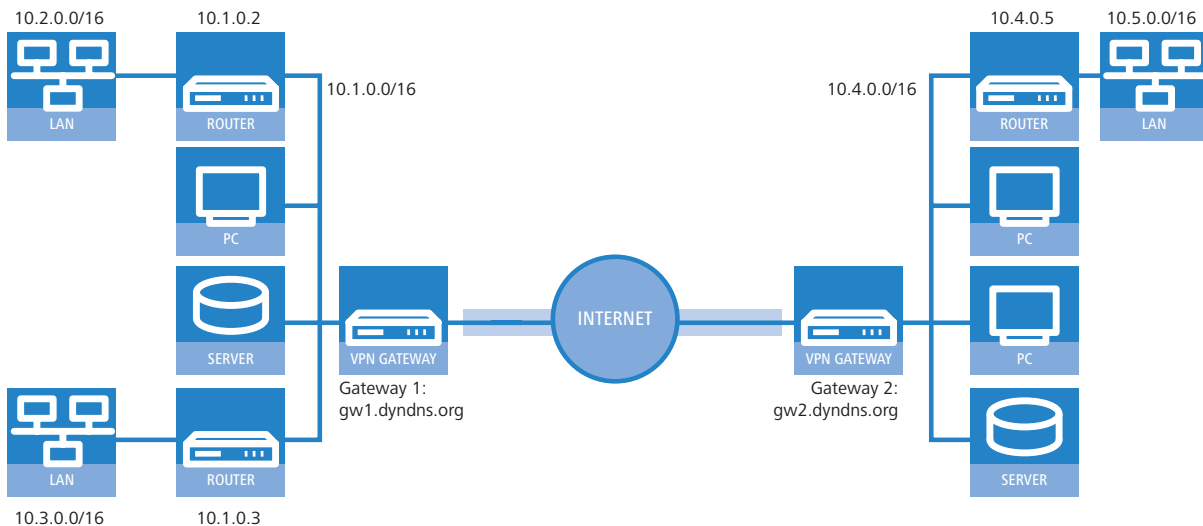 10.2.0.0/16
10.1.0.2
10.4.0.5
10.5.0.0/16
10.1.0.0/16
10.4.0.0/16
LAN
ROUTER
ROUTER
LAN
PC
PC
INTERNET
SERVER
VPN GATEWAY
VPN GATEWAY
PC
Gateway 1:
gw1.dyndns.org
Gateway 2:
gw2.dyndns.org
LAN
ROUTER
SERVER
10.3.0.0/16
10.1.0.3